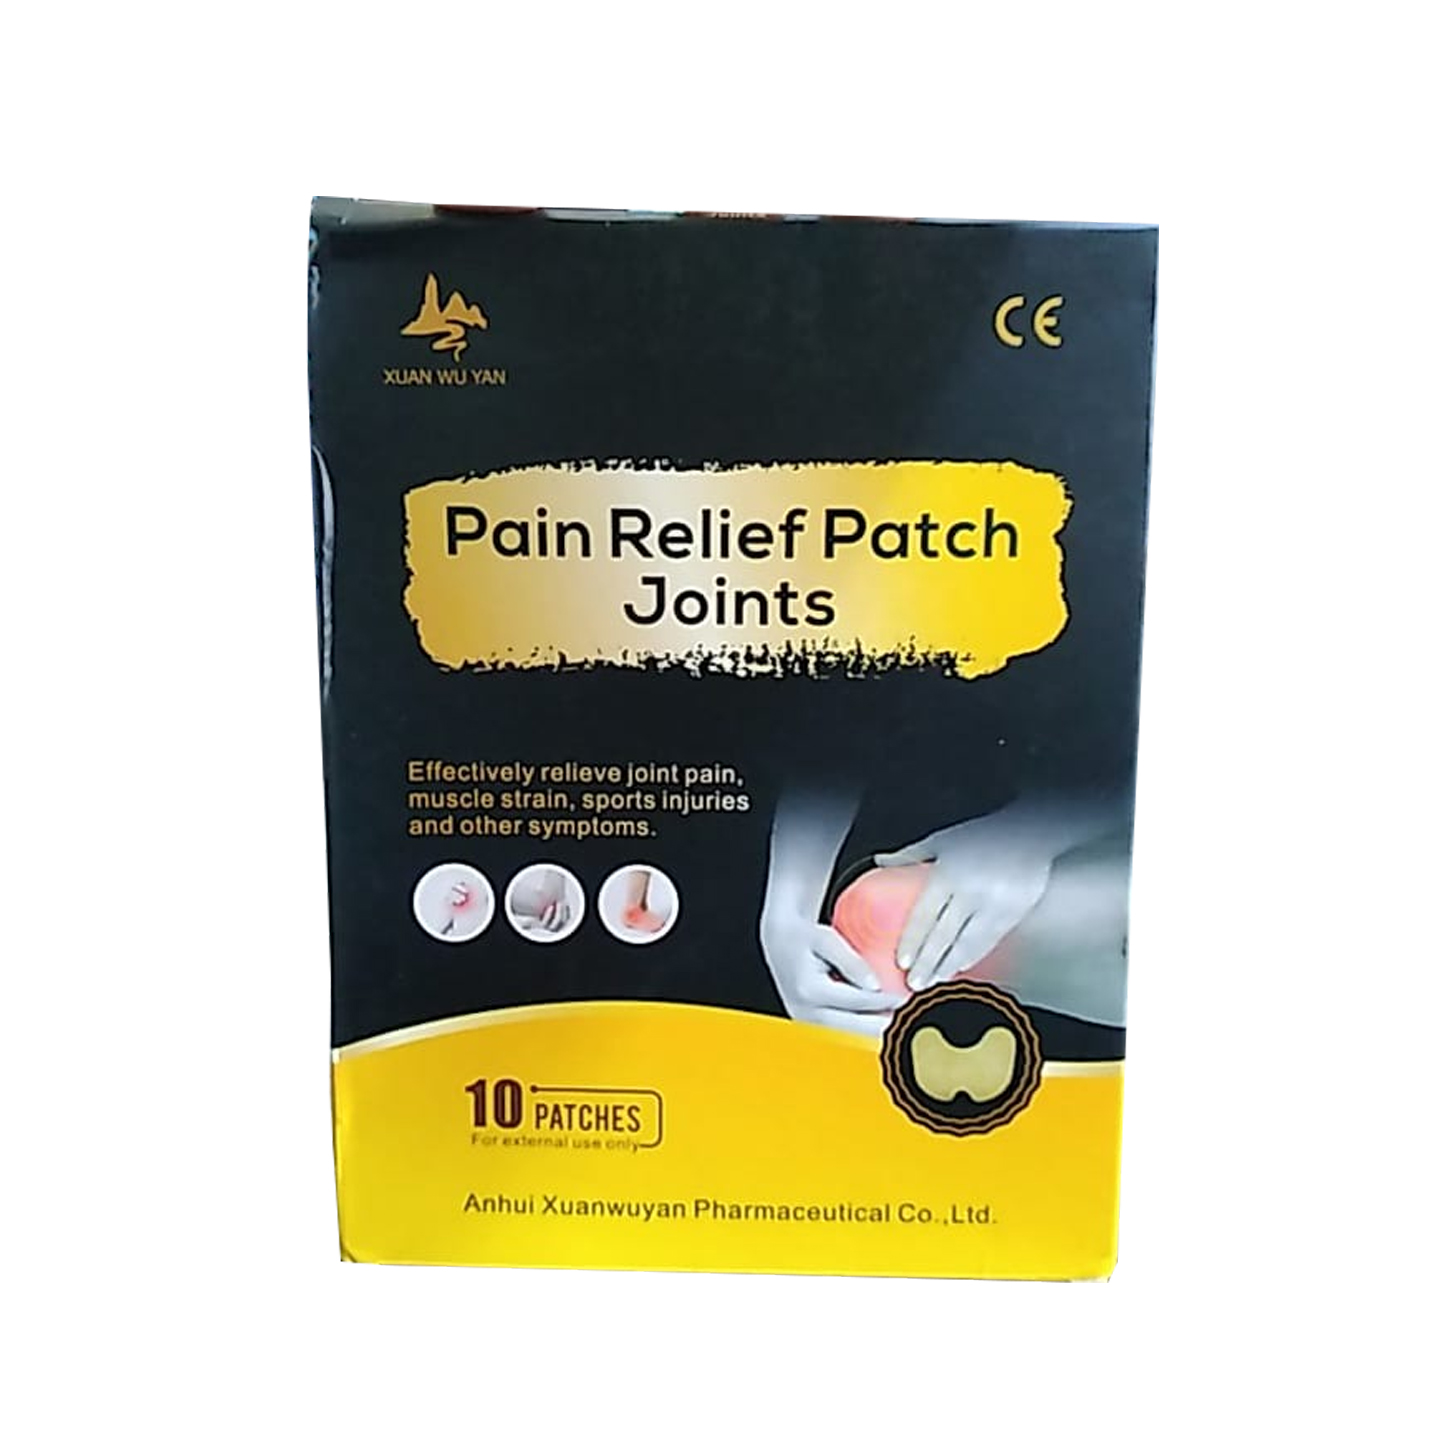 XUAN WU YAN
CE
Pain Relief Patch
Joints
Effectively relieve joint pain,
muscle strain, sports injuries
and other symptoms.
10 PATCHES
For external use only
Anhui Xuanwuyan Pharmaceutical Co.,Ltd.